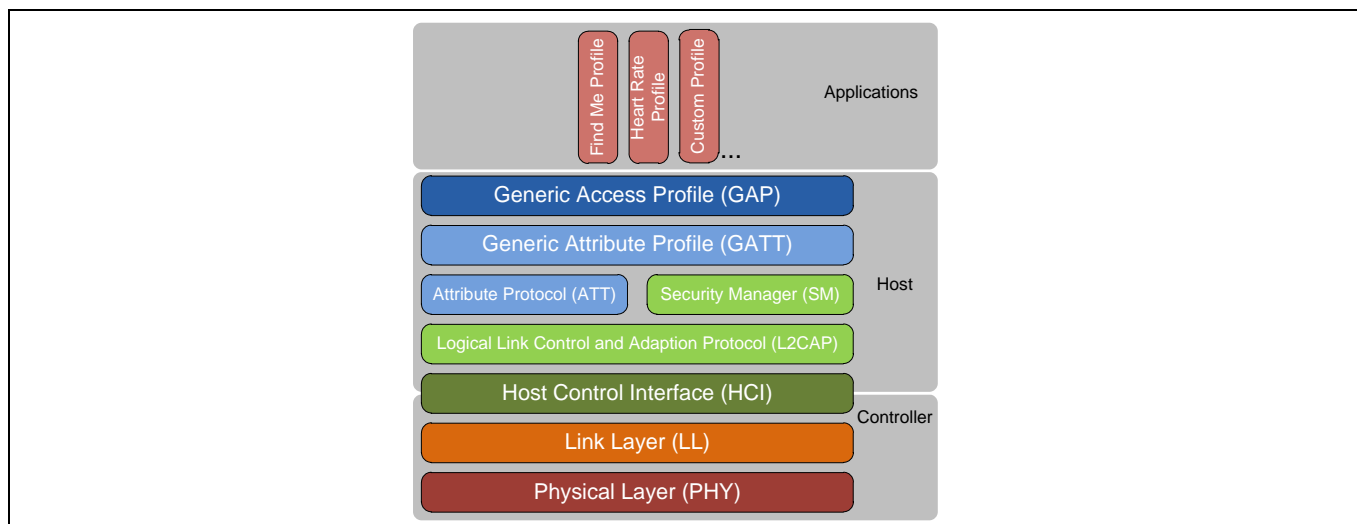 Find Me Profile
Heart Rate
Profile
Custom Profile
...
Applications
Generic Access Profile (GAP)
Generic Attribute Profile (GATT)
Attribute Protocol (ATT)
Security Manager (SM)
Host
Logical Link Control and Adaption Protocol (L2CAP)
Host Control Interface (HCI)
Controller
Link Layer (LL)
Physical Layer (PHY)